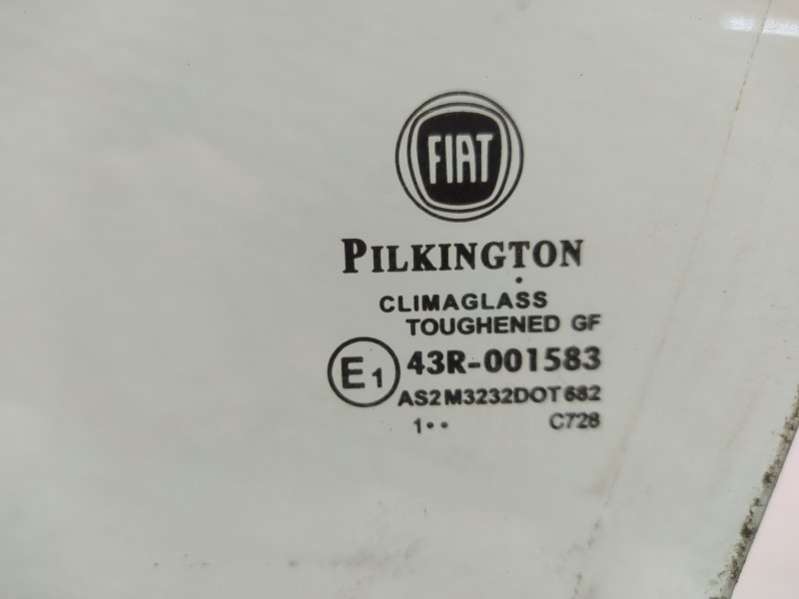 FIAT
PILKINGTON
CLIMAGLASS
TOUGHENED GF
E1 43R-001583
AS2 M3232 DOT 682
1•• C728